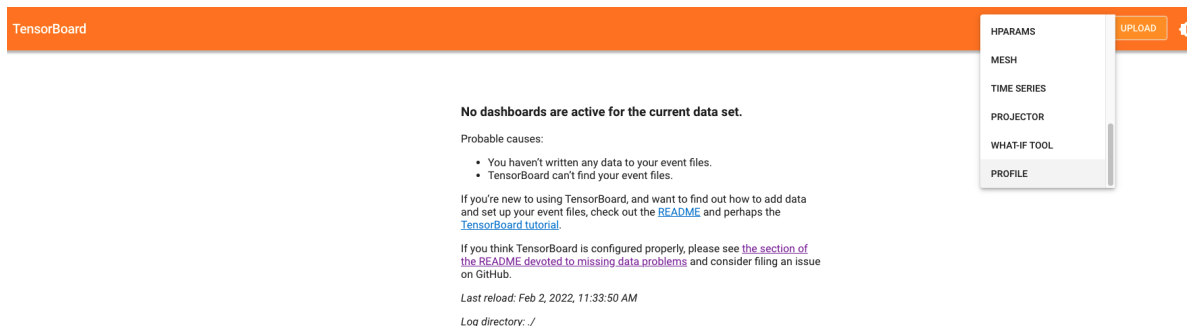 TensorBoard
UPLOAD
HPARAMS
MESH
TIME SERIES
PROJECTOR
WHAT-IF TOOL
PROFILE
No dashboards are active for the current data set.
Probable causes:
• You haven’t written any data to your event files.
• TensorBoard can’t find your event files.
If you’re new to using TensorBoard, and want to find out how to add data
and set up your event files, check out the README and perhaps the
TensorBoard tutorial.
If you think TensorBoard is configured properly, please see the section of
the README devoted to missing data problems and consider filing an issue
on GitHub.
Last reload: Feb 2, 2022, 11:33:50 AM
Log directory: ./